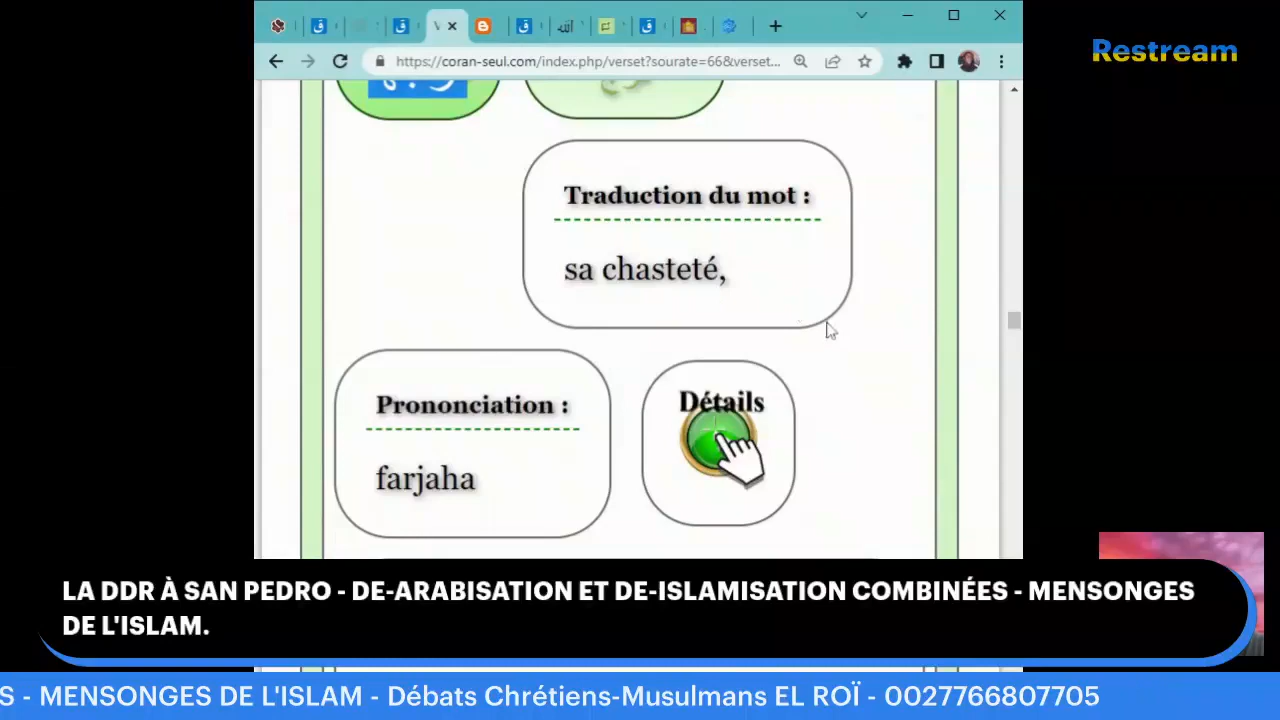 Restream
https://coran-seul.com/index.php/verset?sourate=66&verset...
Traduction du mot :
sa chasteté,
Prononciation :
farjaha
Détails
LA DDR À SAN PEDRO - DE-ARABISATION ET DE-ISLAMISATION COMBINÉES - MENSONGES
DE L'ISLAM.
S - MENSONGES DE L'ISLAM - Débats Chrétiens-Musulmans EL ROÏ - 0027766807705